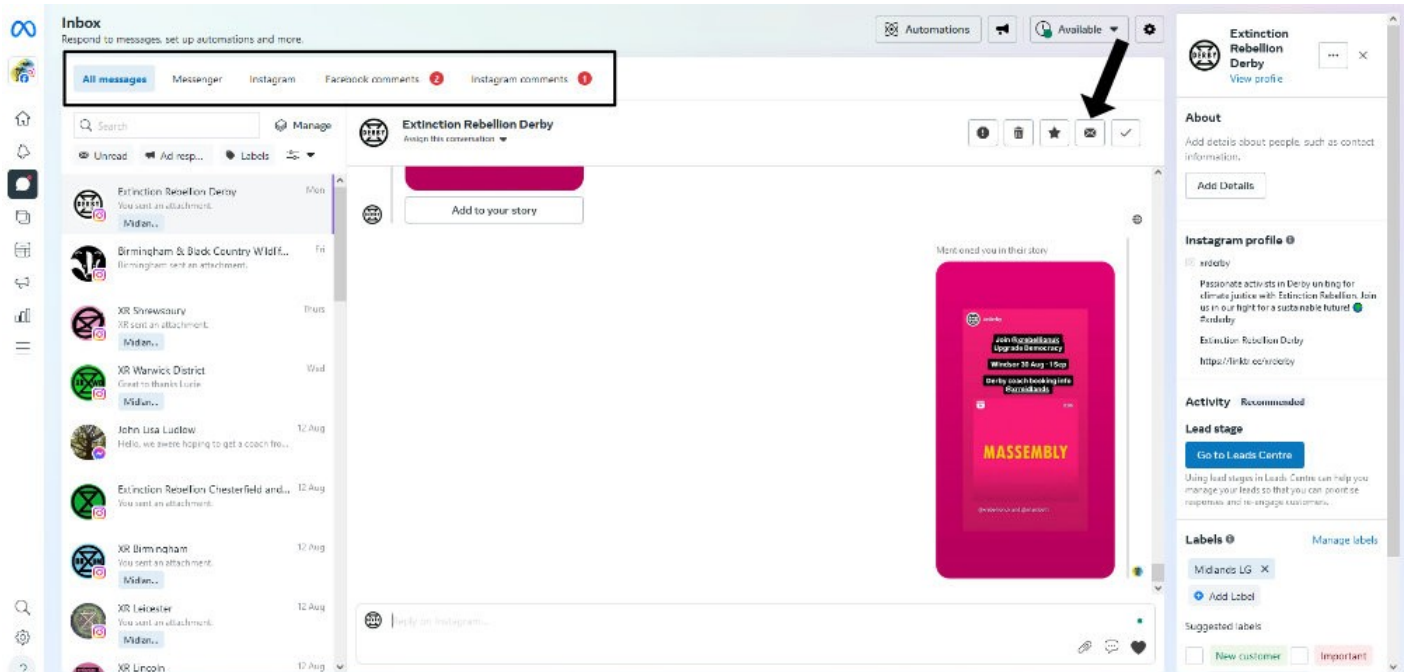 Inbox
Respond to messages, set up automations and more.
Automations
Available
All messages
Messenger
Instagram
Facebook comments 2
Instagram comments 1
Search
Manage
Unread
Ad resp...
Labels
Extinction Rebellion Derby
Mon
You sent an attachment.
Midlan...
Birmingham & Black Country Wildlif...
Fri
Birmingham sent an attachment.
XR Shrewsbury
Thurs
XR sent an attachment.
Midlan...
XR Warwick District
Wed
Great to thanks Lucie
Midlan...
John Lisa Ludlow
12 Aug
Hello, we awere hoping to get a coach fro...
Extinction Rebellion Chesterfield and...
12 Aug
You sent an attachment.
XR Birmingham
12 Aug
You sent an attachment.
Midlan...
XR Leicester
12 Aug
You sent an attachment.
Midlan...
XR Lincoln
12 Aug
Extinction Rebellion Derby
Assign this conversation
Add to your story
Mentioned you in their story
xrderby
Join @xrebellionuk
Upgrade Democracy
Windsor 30 Aug - 1 Sep
Derby coach booking info
@xrmidlands
MASSEMBLY
Reply on Instagram...
Extinction
Rebellion
Derby
View profile
About
Add details about people, such as contact
information.
Add Details
Instagram profile
xrderby
Passionate activists in Derby uniting for
climate justice with Extinction Rebellion. Join
us in our fight for a sustainable future!
#xrderby
Extinction Rebellion Derby
https://linktr.ee/xrderby
Activity Recommended
Lead stage
Go to Leads Centre
Using lead stages in Leads Centre can help you
manage your leads so that you can prioritise
responses and re-engage customers.
Labels
Manage labels
Midlands LG
Add Label
Suggested labels
New customer
Important